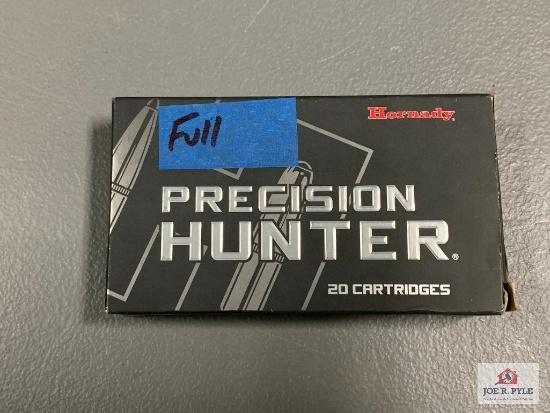 Hornady
Full
PRECISION
HUNTER®
20 CARTRIDGES
JOE R. PYLE